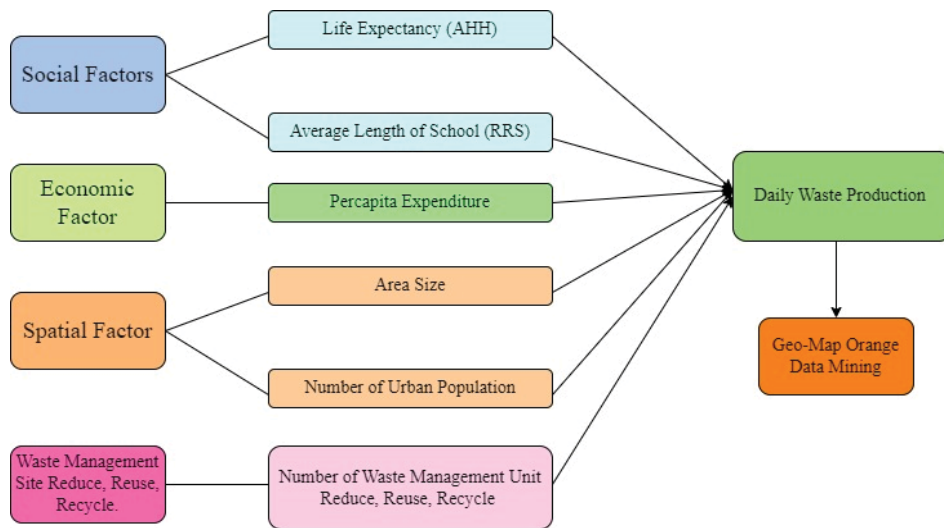 Social Factors
Life Expectancy (AHH)
Average Length of School (RRS)
Economic
Factor
Percapita Expenditure
Daily Waste Production
Spatial Factor
Area Size
Number of Urban Population
Geo-Map Orange
Data Mining
Waste Management
Site Reduce, Reuse,
Recycle.
Number of Waste Management Unit
Reduce, Reuse, Recycle